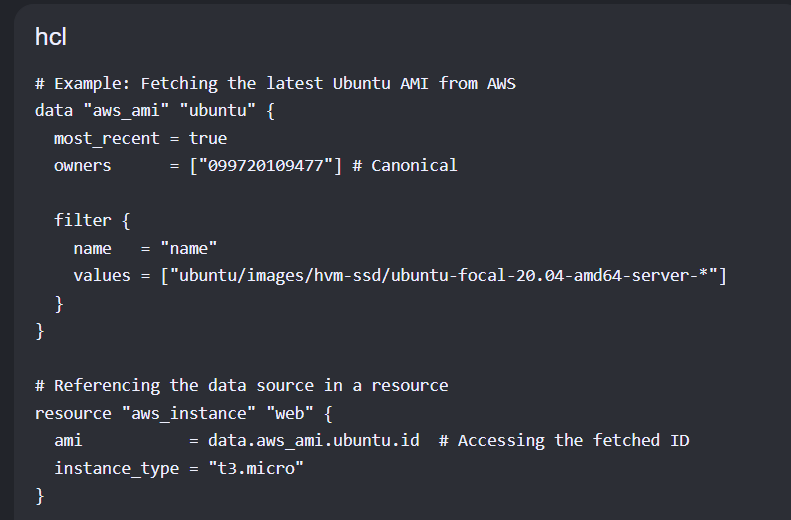 hcl
# Example: Fetching the latest Ubuntu AMI from AWS
data "aws_ami" "ubuntu" {
  most_recent = true
  owners      = ["099720109477"] # Canonical

  filter {
    name   = "name"
    values = ["ubuntu/images/hvm-ssd/ubuntu-focal-20.04-amd64-server-*"]
  }
}

# Referencing the data source in a resource
resource "aws_instance" "web" {
  ami           = data.aws_ami.ubuntu.id  # Accessing the fetched ID
  instance_type = "t3.micro"
}